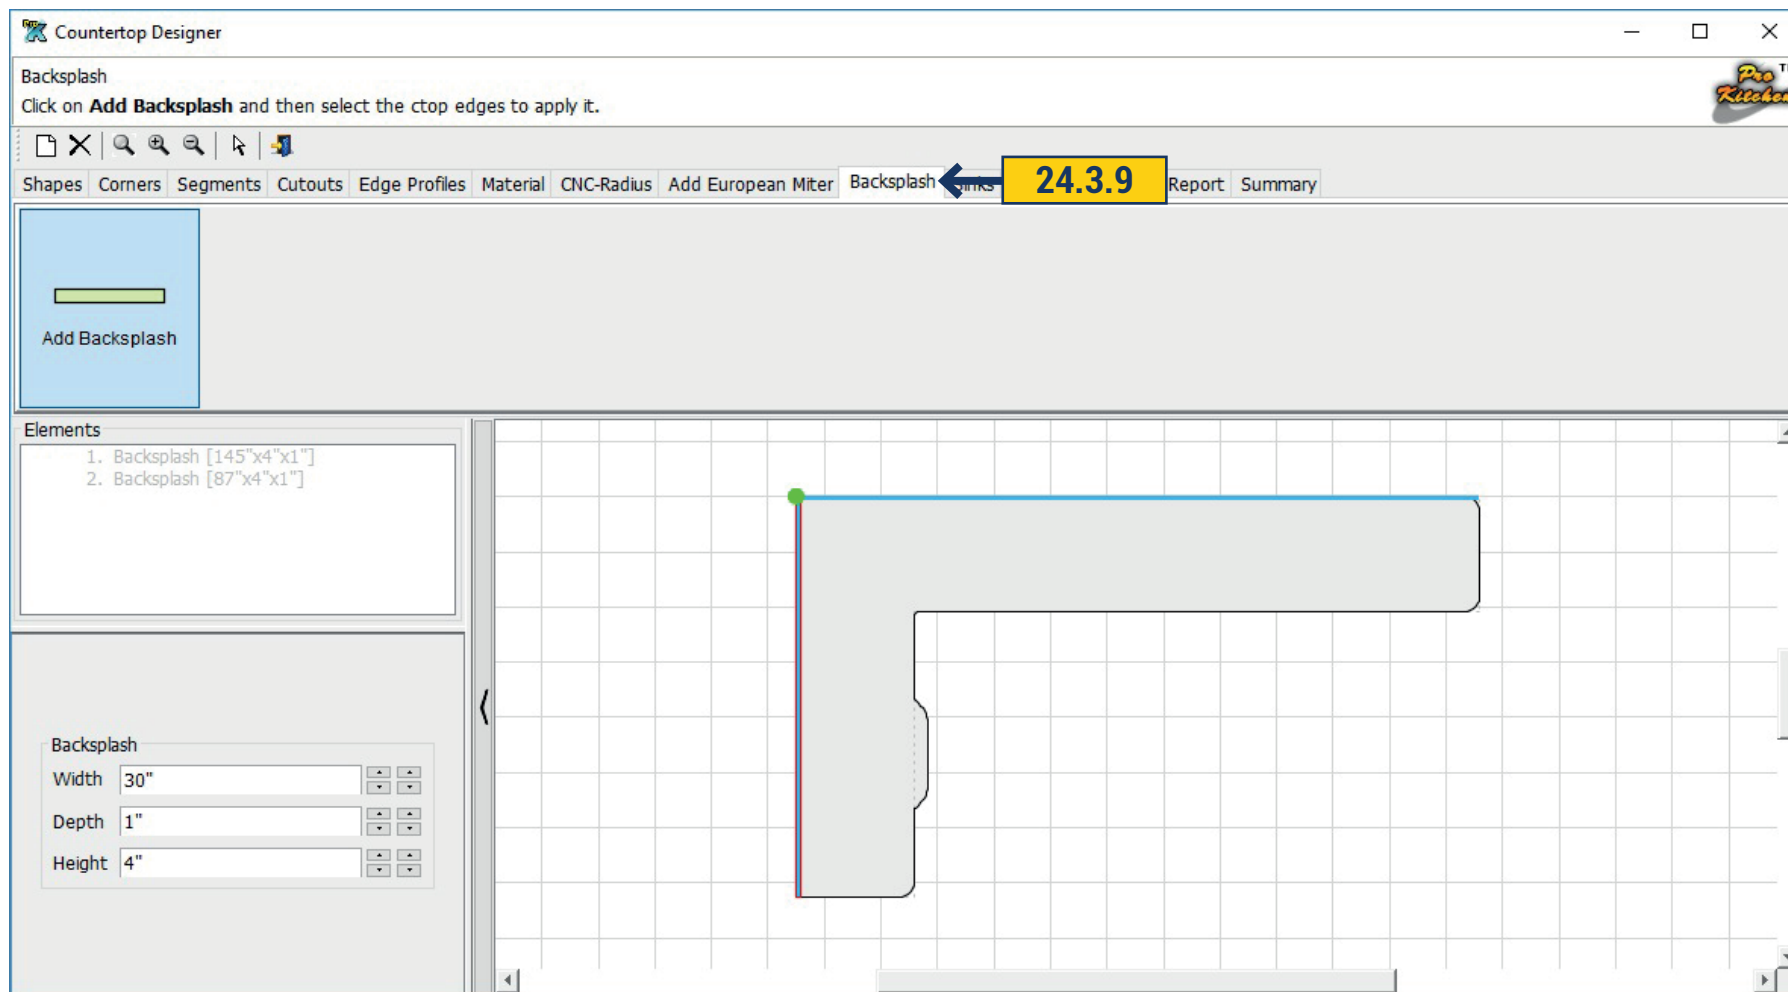 Countertop Designer
Backsplash
Click on Add Backsplash and then select the ctop edges to apply it.
Pro
Kitchen
Shapes Corners Segments Cutouts Edge Profiles Material CNC-Radius Add European Miter Backsplash 24.3.9 Report Summary
Add Backsplash
Elements
1. Backsplash [145"x4"x1"]
2. Backsplash [87"x4"x1"]
Backsplash
Width 30"
Depth 1"
Height 4"